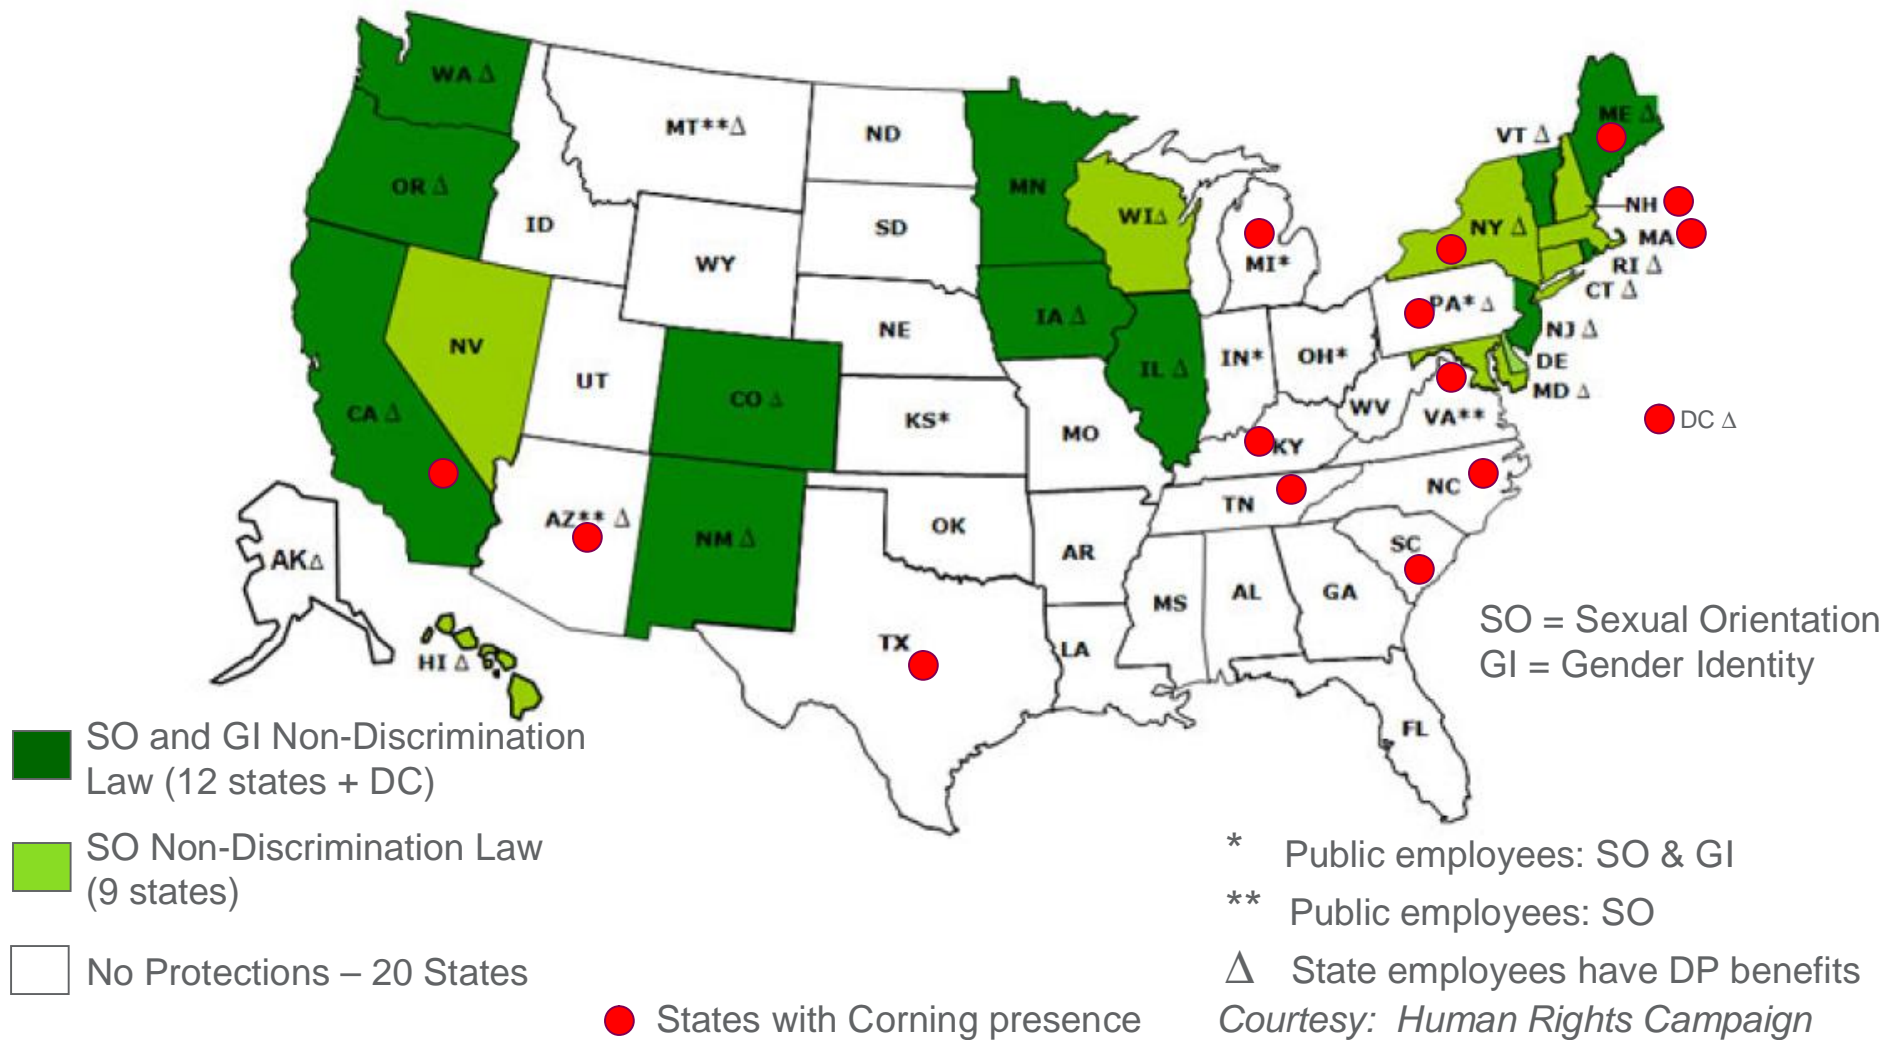 WA Δ
ME Δ
MT**Δ
ND
VT Δ
OR Δ
MN
ID
SD
WIΔ
NY Δ
NH
MA
WY
MI*
RI Δ
CT Δ
NV
NE
IA Δ
PA* Δ
NJ Δ
UT
IL Δ
IN*
OH*
DE
MD Δ
CA Δ
CO Δ
KS*
MO
WV
VA**
DC Δ
KY
AZ** Δ
NM Δ
OK
TN
NC
AKΔ
AR
SC
MS
AL
GA
HI Δ
TX
LA
FL
SO = Sexual Orientation
GI = Gender Identity
SO and GI Non-Discrimination
Law (12 states + DC)
SO Non-Discrimination Law
(9 states)
No Protections – 20 States
* Public employees: SO & GI
** Public employees: SO
Δ State employees have DP benefits
States with Corning presence
Courtesy: Human Rights Campaign